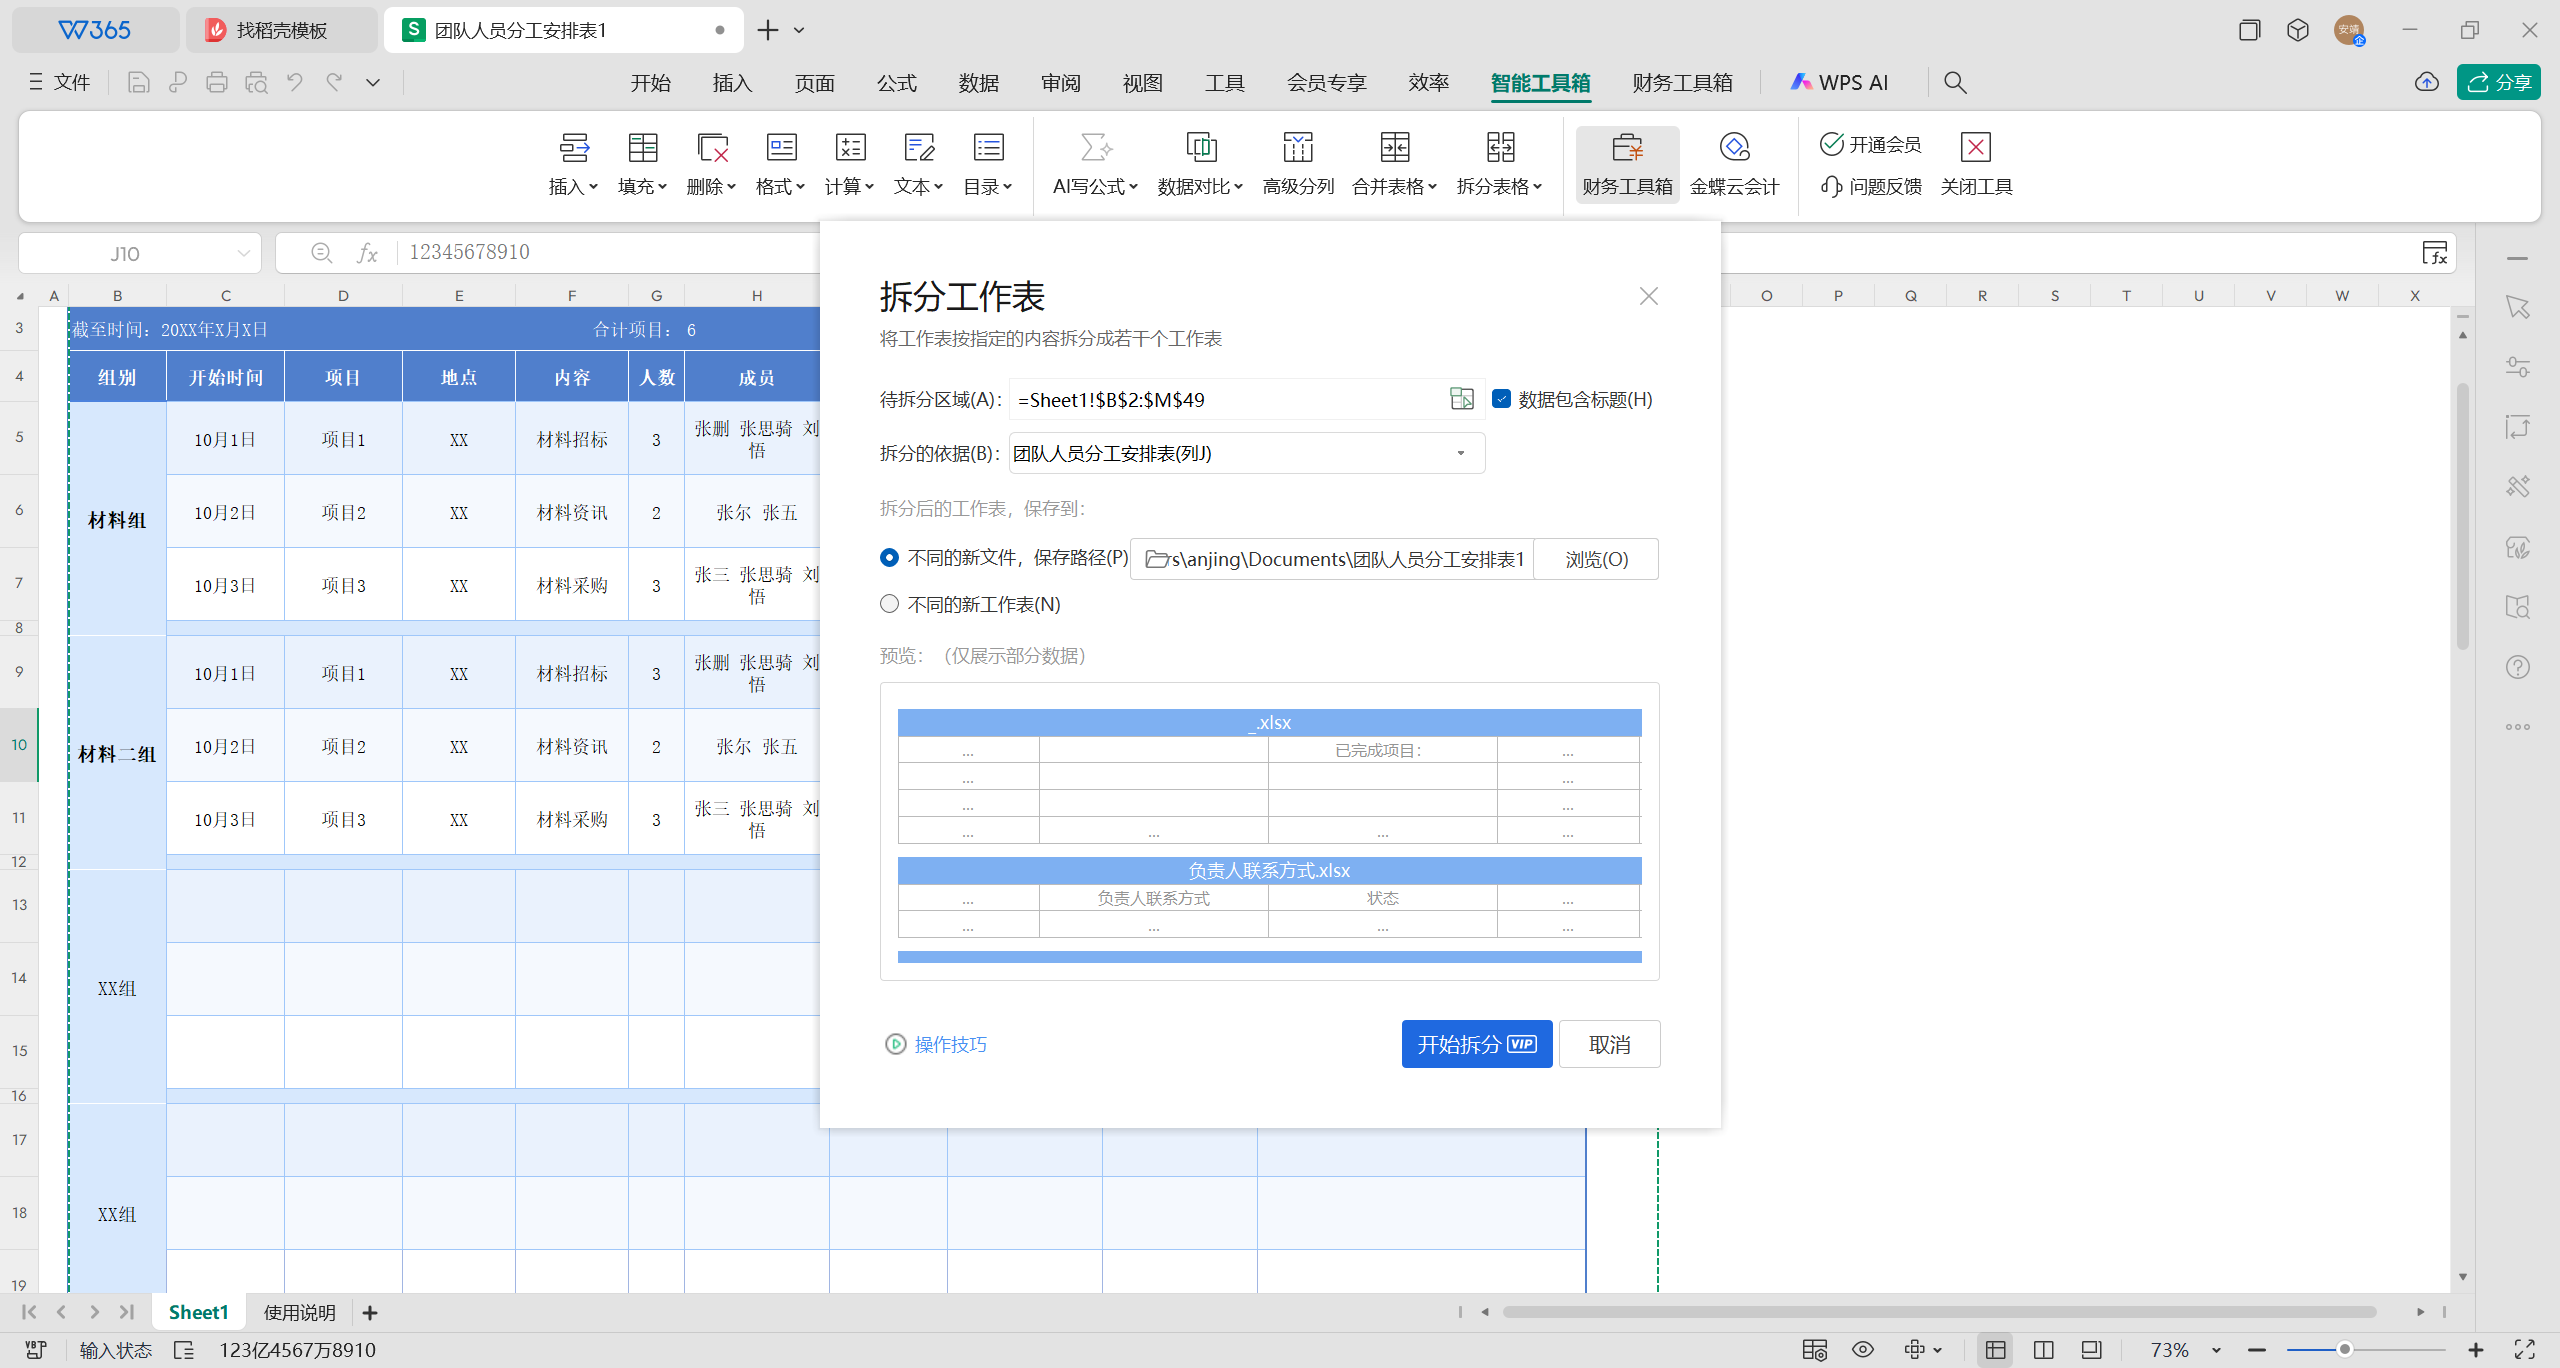 W365
找稻壳模板
团队人员分工安排表1
安靖
文件
开始
插入
页面
公式
数据
审阅
视图
工具
会员专享
效率
智能工具箱
财务工具箱
WPS AI
分享
插入
填充
删除
格式
计算
文本
目录
AI写公式
数据对比
高级分列
合并表格
拆分表格
财务工具箱
金蝶云会计
开通会员
问题反馈
关闭工具
J10
fx
12345678910
A B C D E F G H O P Q R S T U V W X
3 截至时间：20XX年X月X日 合计项目： 6
4 组别 开始时间 项目 地点 内容 人数 成员
5 10月1日 项目1 XX 材料招标 3 张删 张思骑 刘
悟
材料组
6 10月2日 项目2 XX 材料资讯 2 张尔 张五
7 10月3日 项目3 XX 材料采购 3 张三 张思骑 刘
悟
8
9 10月1日 项目1 XX 材料招标 3 张删 张思骑 刘
悟
材料二组
10 10月2日 项目2 XX 材料资讯 2 张尔 张五
11 10月3日 项目3 XX 材料采购 3 张三 张思骑 刘
悟
12
13
14 XX组
15
16
17
18 XX组
19
拆分工作表
将工作表按指定的内容拆分成若干个工作表
待拆分区域(A)： =Sheet1!$B$2:$M$49 数据包含标题(H)
拆分的依据(B)： 团队人员分工安排表(列J)
拆分后的工作表，保存到：
不同的新文件，保存路径(P) rs\anjing\Documents\团队人员分工安排表1 浏览(O)
不同的新工作表(N)
预览：（仅展示部分数据）
_.xlsx
... 已完成项目： ...
... ...
... ...
... ... ... ...
负责人联系方式.xlsx
... 负责人联系方式 状态 ...
... ... ... ...
操作技巧
开始拆分 VIP
取消
Sheet1
使用说明
输入状态
123亿4567万8910
73%